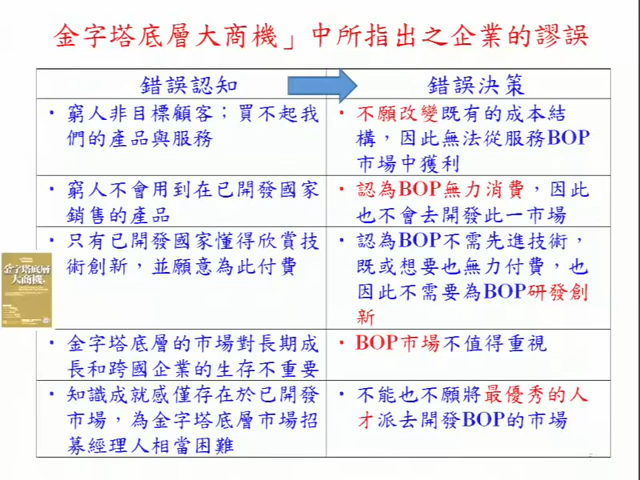 金字塔底層大商機」中所指出之企業的謬誤
錯誤認知
錯誤決策
• 窮人非目標顧客；買不起我
們的產品與服務
• 不願改變既有的成本結
構，因此無法從服務BOP
市場中獲利
• 窮人不會用到在已開發國家
銷售的產品
• 認為BOP無力消費，因此
也不會去開發此一市場
• 只有已開發國家懂得欣賞技
術創新，並願意為此付費
• 認為BOP不需先進技術，
既或想要也無力付費，也
因此不需要為BOP研發創
新
• 金字塔底層的市場對長期成
長和跨國企業的生存不重要
• BOP市場不值得重視
• 知識成就感僅存在於已開發
市場，為金字塔底層市場招
募經理人相當困難
• 不能也不願將最優秀的人
才派去開發BOP的市場
金字塔底層
大商機